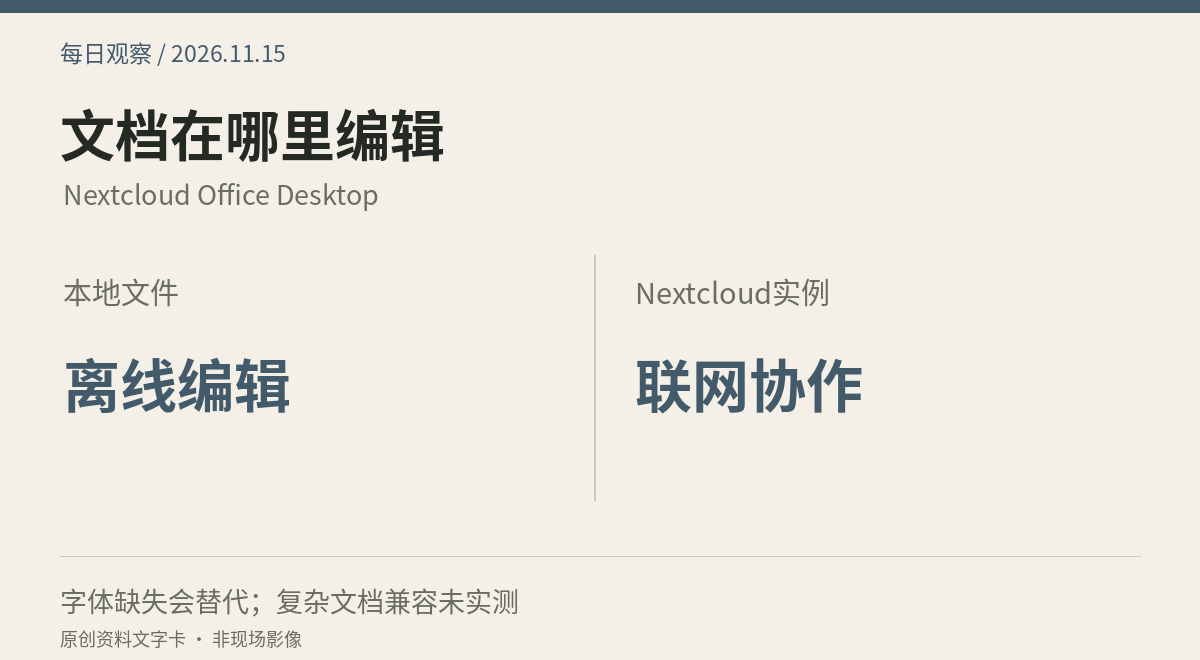 每日观察 / 2026.11.15
文档在哪里编辑
Nextcloud Office Desktop
本地文件
离线编辑
Nextcloud实例
联网协作
字体缺失会替代；复杂文档兼容未实测
原创资料文字卡 · 非现场影像